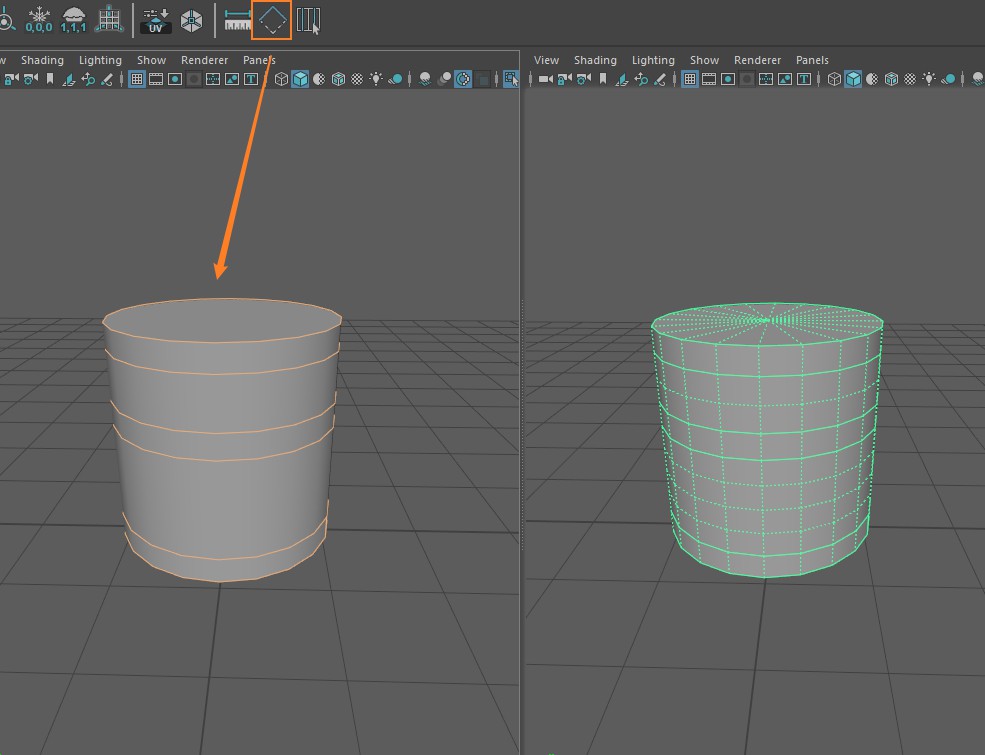 0,0,0
1,1,1
UV
w Shading Lighting Show Renderer Panels
T
View Shading Lighting Show Renderer Panels
T